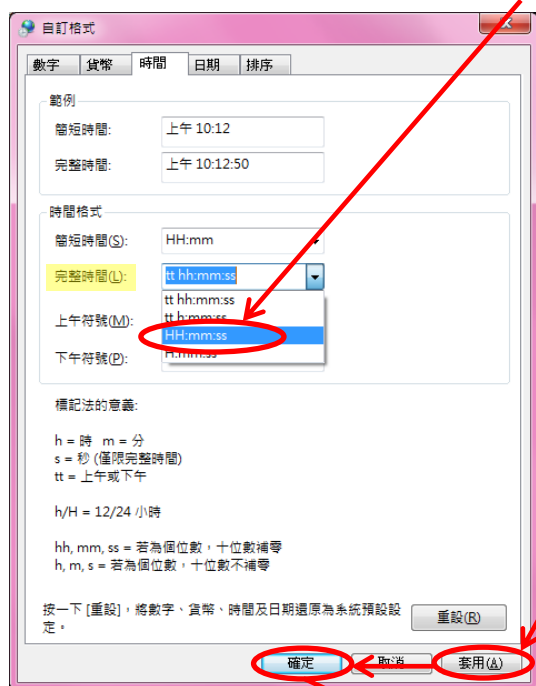 自訂格式
數字 貨幣 時間 日期 排序
範例
簡短時間: 上午 10:12
完整時間: 上午 10:12:50
時間格式
簡短時間(S): HH:mm
完整時間(L): tt hh:mm:ss
tt hh:mm:ss
tt h:mm:ss
HH:mm:ss
H:mm:ss
上午符號(M):
下午符號(P):
標記法的意義:
h = 時 m = 分
s = 秒 (僅限完整時間)
tt = 上午或下午
h/H = 12/24 小時
hh, mm, ss = 若為個位數,十位數補零
h, m, s = 若為個位數,十位數不補零
按一下 [重設],將數字、貨幣、時間及日期還原為系統預設設
定。
重設(R)
確定 取消 套用(A)